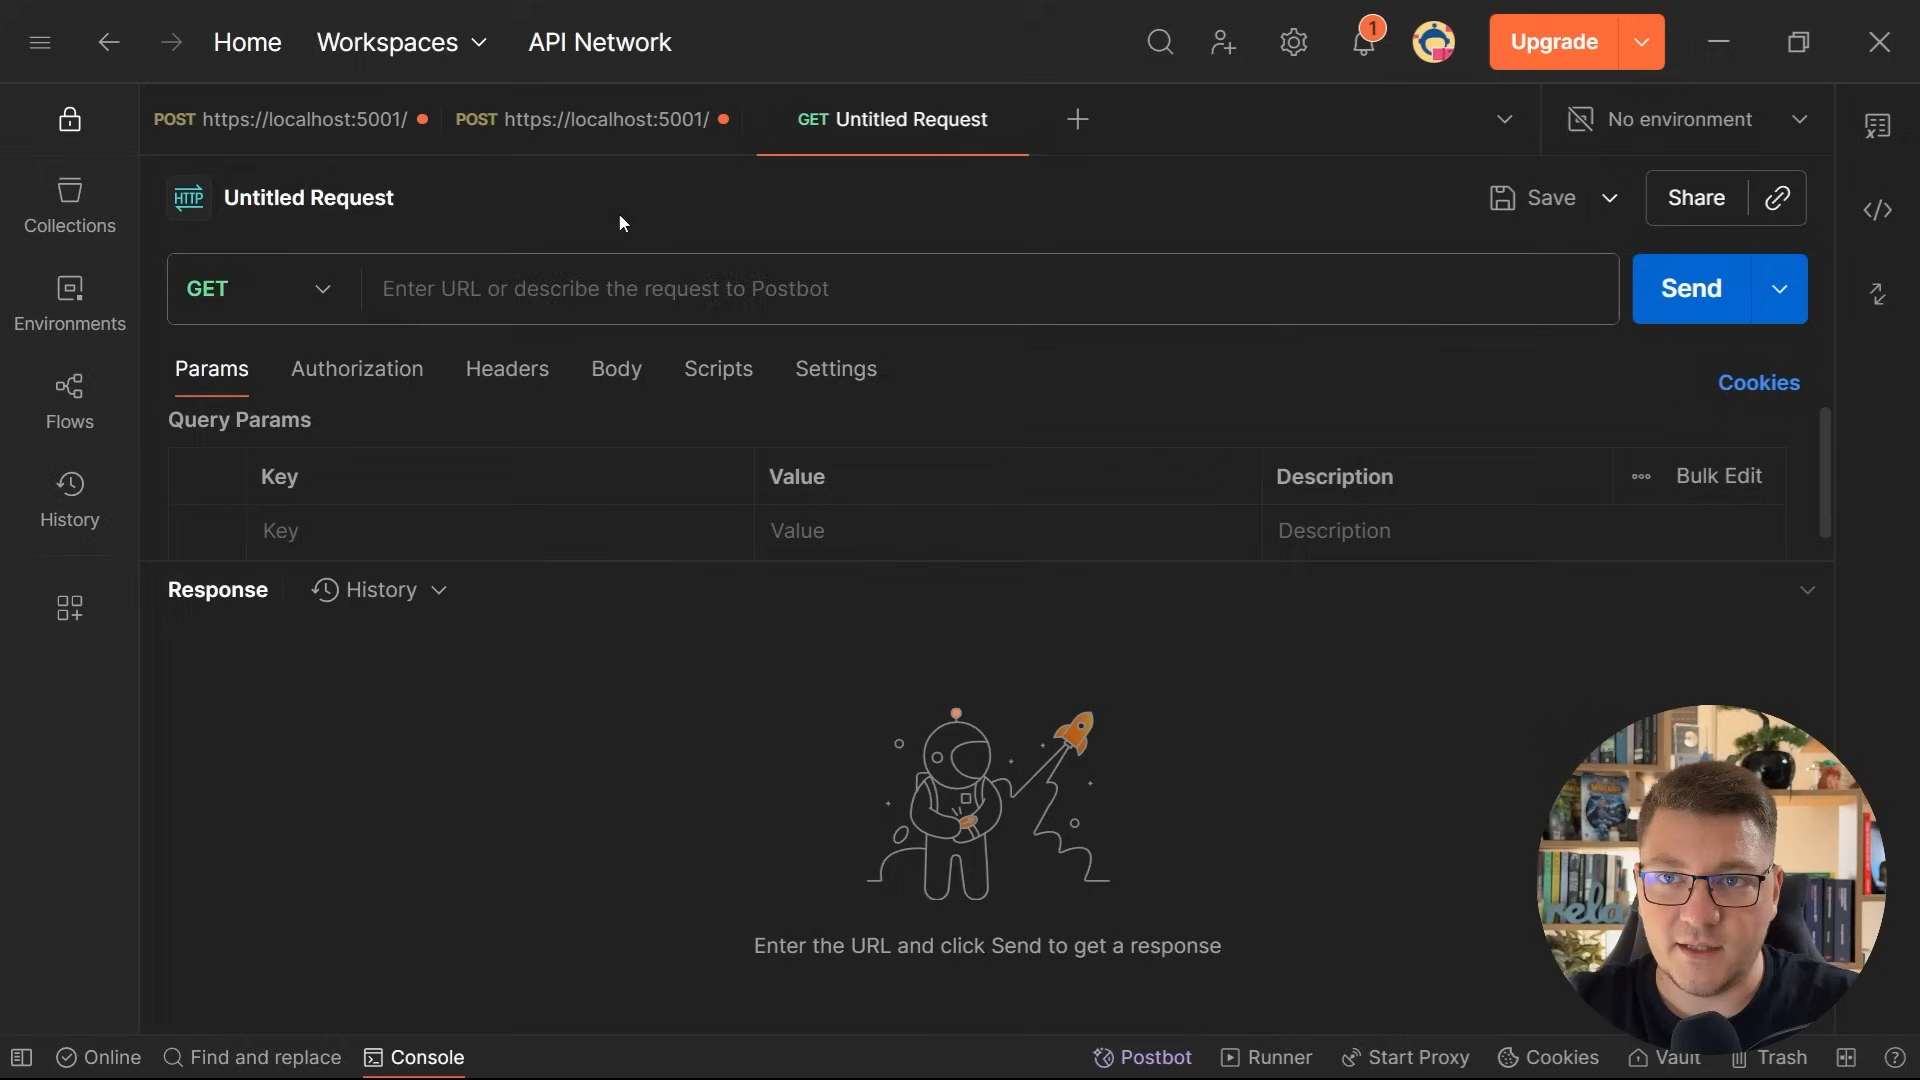 Home Workspaces API Network 1 Upgrade
POST https://localhost:5001/ POST https://localhost:5001/ GET Untitled Request No environment
HTTP Untitled Request Save Share
Collections
GET Enter URL or describe the request to Postbot Send
Environments
Params Authorization Headers Body Scripts Settings Cookies
Flows
Query Params
Key Value Description Bulk Edit
History
Key Value Description
Response History
Enter the URL and click Send to get a response
rela
Online Find and replace Console Postbot Runner Start Proxy Cookies Vault Trash